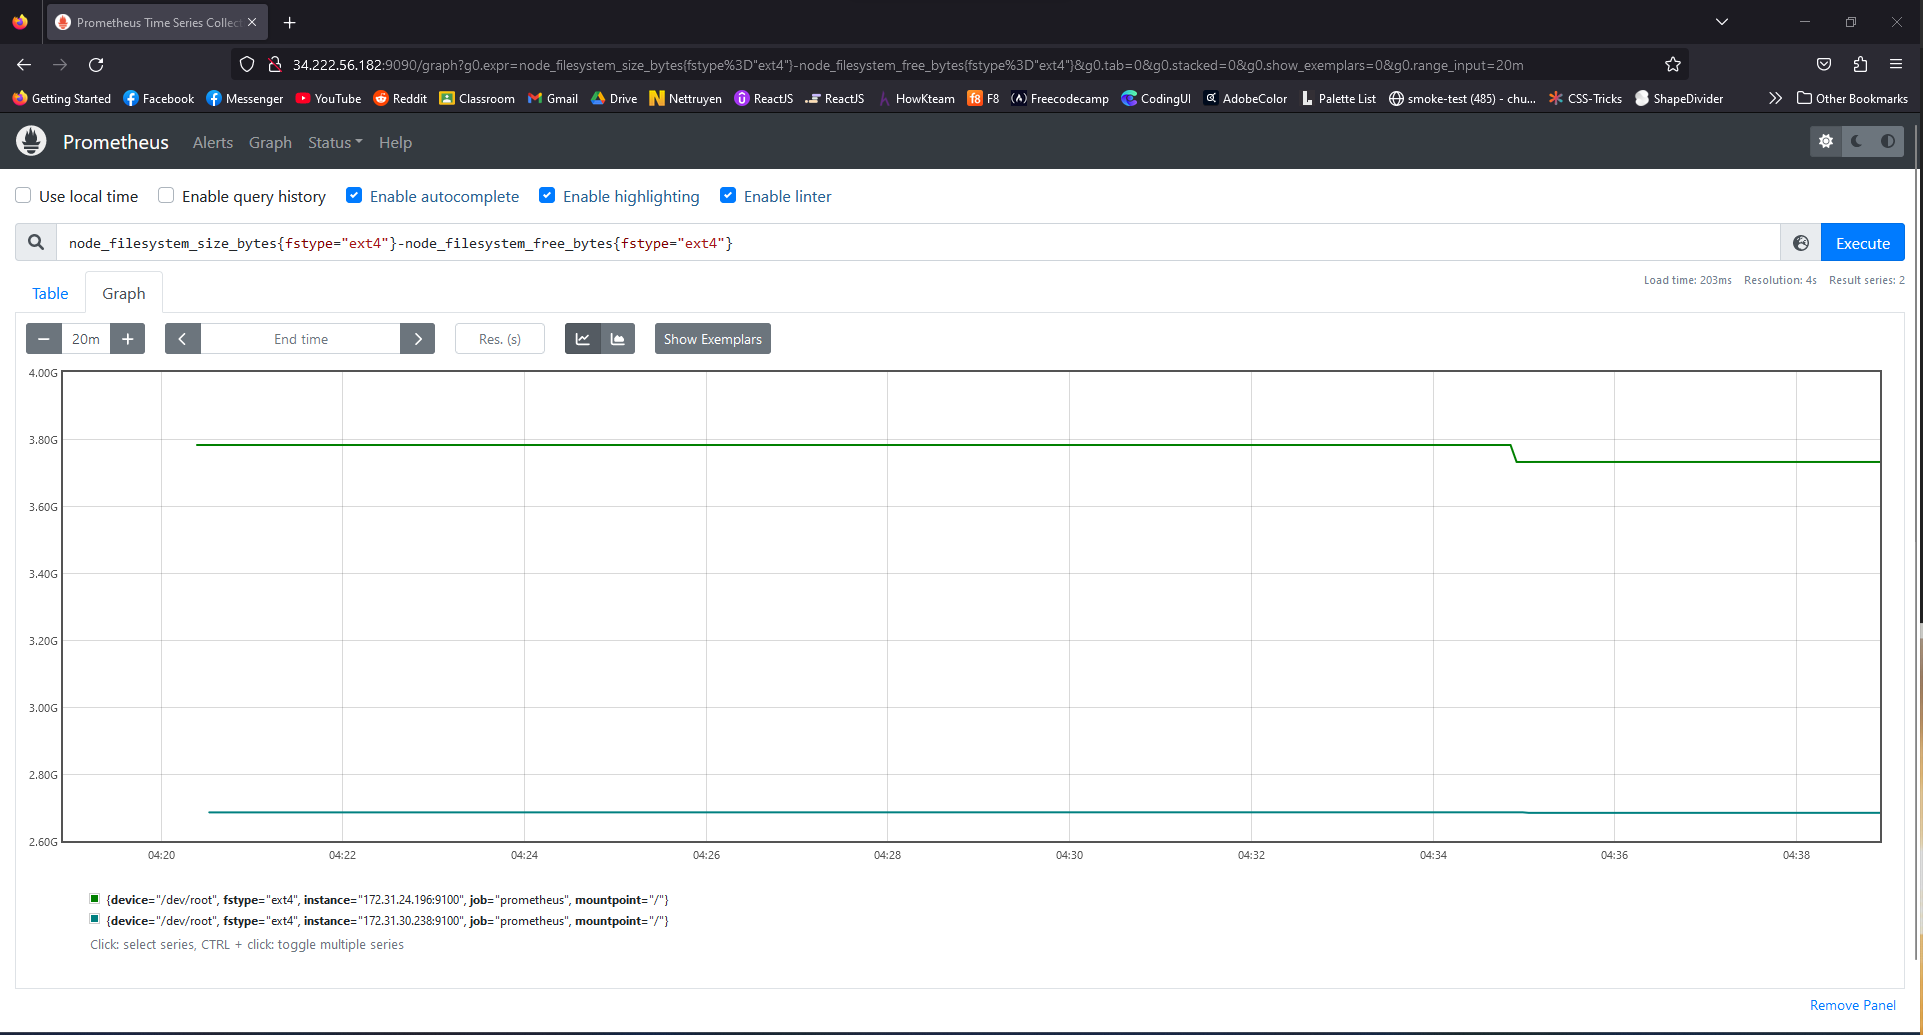 Prometheus Time Series Collect
34.222.56.182:9090/graph?g0.expr=node_filesystem_size_bytes{fstype%3D"ext4"}-node_filesystem_free_bytes{fstype%3D"ext4"}&g0.tab=0&g0.stacked=0&g0.show_exemplars=0&g0.range_input=20m
Getting Started Facebook Messenger YouTube Reddit Classroom Gmail Drive Nettruyen ReactJS ReactJS HowKteam F8 Freecodecamp CodingUI AdobeColor Palette List smoke-test (485) - chu... CSS-Tricks ShapeDivider Other Bookmarks
Prometheus Alerts Graph Status Help
Use local time Enable query history Enable autocomplete Enable highlighting Enable linter
node_filesystem_size_bytes{fstype="ext4"}-node_filesystem_free_bytes{fstype="ext4"} Execute
Load time: 203ms Resolution: 4s Result series: 2
Table Graph
20m End time Res. (s) Show Exemplars
4.00G
3.80G
3.60G
3.40G
3.20G
3.00G
2.80G
2.60G
04:20 04:22 04:24 04:26 04:28 04:30 04:32 04:34 04:36 04:38
{device="/dev/root", fstype="ext4", instance="172.31.24.196:9100", job="prometheus", mountpoint="/"}
{device="/dev/root", fstype="ext4", instance="172.31.30.238:9100", job="prometheus", mountpoint="/"}
Click: select series, CTRL + click: toggle multiple series
Remove Panel